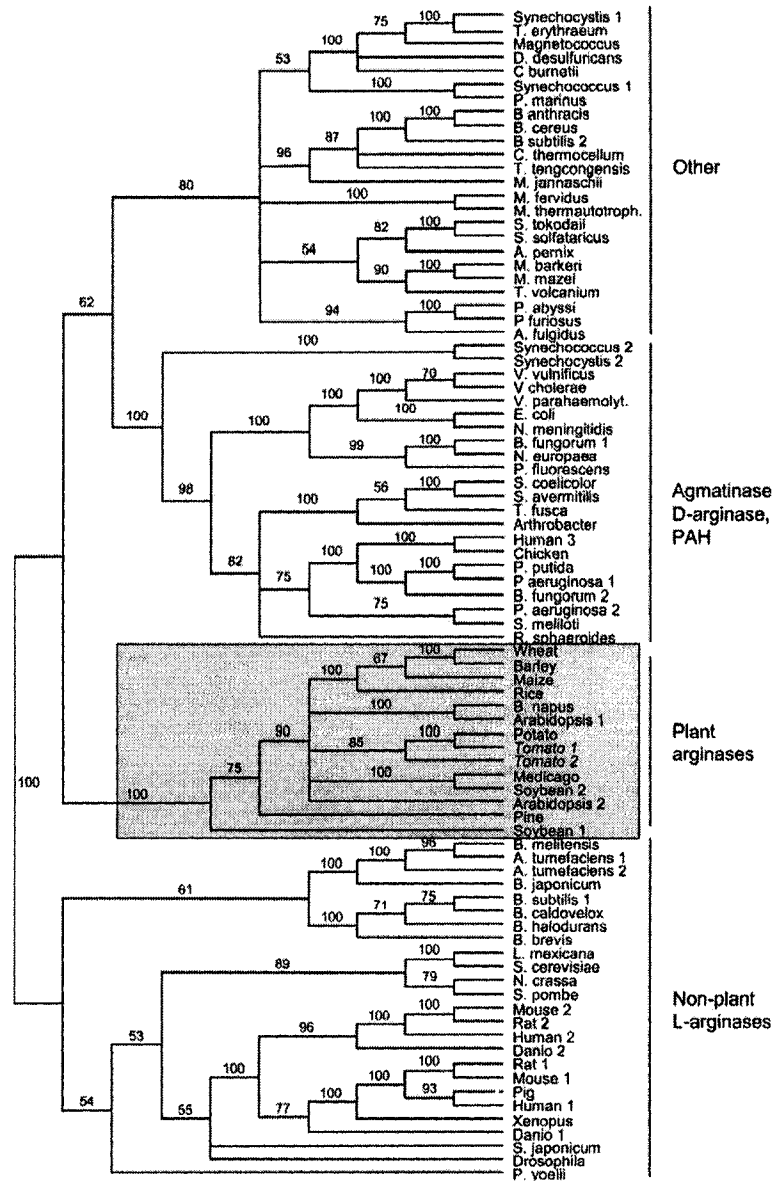 Synechocystis 1
T. erythraeum
Magnetococcus
D. desulfuricans
C burnetii
Synechococcus 1
P. marinus
B anthracis
B. cereus
B subtilis 2
C. thermocellum
T. tengcongensis
M. jannaschii
M. fervidus
M. thermautotroph.
S. tokodaii
S. solfataricus
A. pernix
M. barkeri
M. mazei
T. volcanium
P. abyssi
P furiosus
A. fulgidus
Synechococcus 2
Synechocystis 2
V. vulnificus
V cholerae
V. parahaemolyt.
E. coli
N. meningitidis
B. fungorum 1
N. europaea
P. fluorescens
S. coelicolor
S. avermitilis
T. fusca
Arthrobacter
Human 3
Chicken
P. putida
P aeruginosa 1
B. fungorum 2
P. aeruginosa 2
S. meliloti
R. sphaeroides
Wheat
Barley
Maize
Rice
B. napus
Arabidopsis 1
Potato
Tomato 1
Tomato 2
Medicago
Soybean 2
Arabidopsis 2
Pine
Soybean 1
B. melitensis
A. tumefaciens 1
A. tumefaciens 2
B. japonicum
B. subtilis 1
B. caldovelox
B. halodurans
B. brevis
L. mexicana
S. cerevisiae
N. crassa
S. pombe
Mouse 2
Rat 2
Human 2
Danio 2
Rat 1
Mouse 1
Pig
Human 1
Xenopus
Danio 1
S. japonicum
Drosophila
P. yoelii
Other
Agmatinase
D-arginase,
PAH
Plant
arginases
Non-plant
L-arginases
100
75
100
53
100
100
100
87
96
80
100
100
82
54
100
90
100
94
62
100
70
100
100
100
100
100
99
100
98
100
56
100
82
100
100
100
100
75
75
100
67
100
100
90
100
85
100
75
100
100
96
100
100
61
75
71
100
100
89
79
53
100
100
96
100
100
100
93
100
77
55
54
100